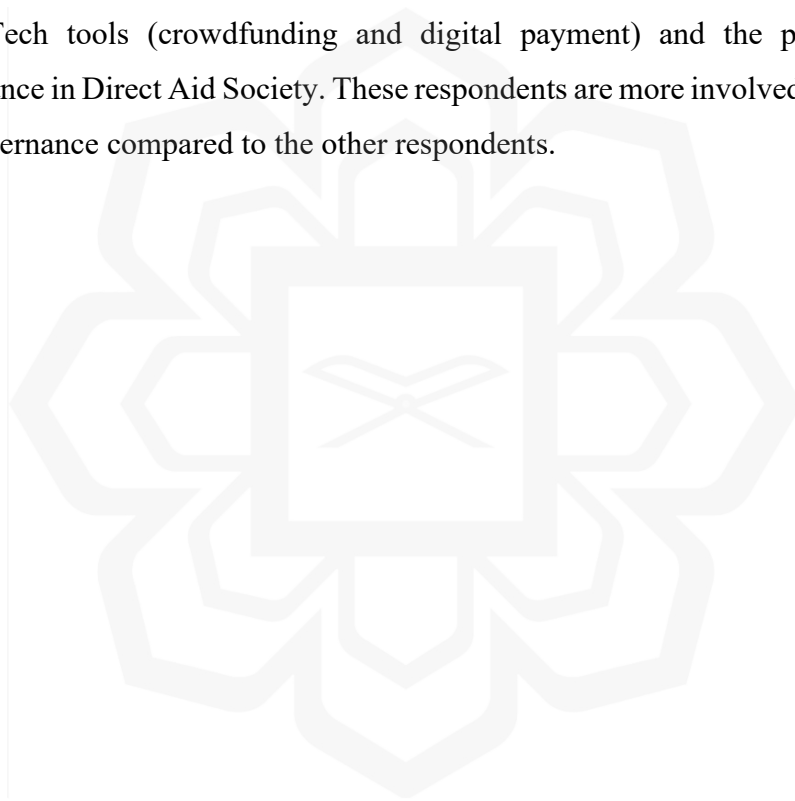 Tech tools (crowdfunding and digital payment) and the p
nce in Direct Aid Society. These respondents are more involved
ernance compared to the other respondents.